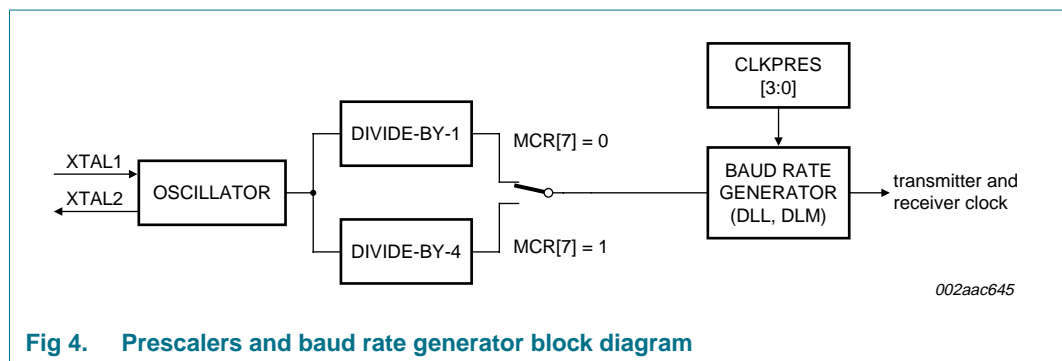 CLKPRES
[3:0]
DIVIDE-BY-1
MCR[7] = 0
XTAL1
XTAL2
OSCILLATOR
BAUD RATE
GENERATOR
(DLL, DLM)
transmitter and
receiver clock
DIVIDE-BY-4
MCR[7] = 1
002aac645
Fig 4. Prescalers and baud rate generator block diagram